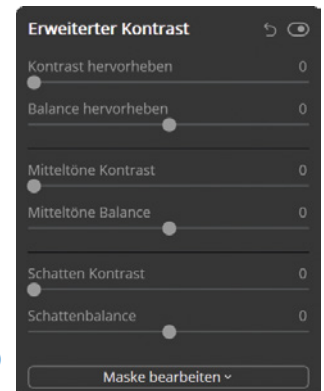 Erweiterter Kontrast
Kontrast hervorheben 0
Balance hervorheben 0
Mitteltöne Kontrast 0
Mitteltöne Balance 0
Schatten Kontrast 0
Schattenbalance 0
Maske bearbeiten